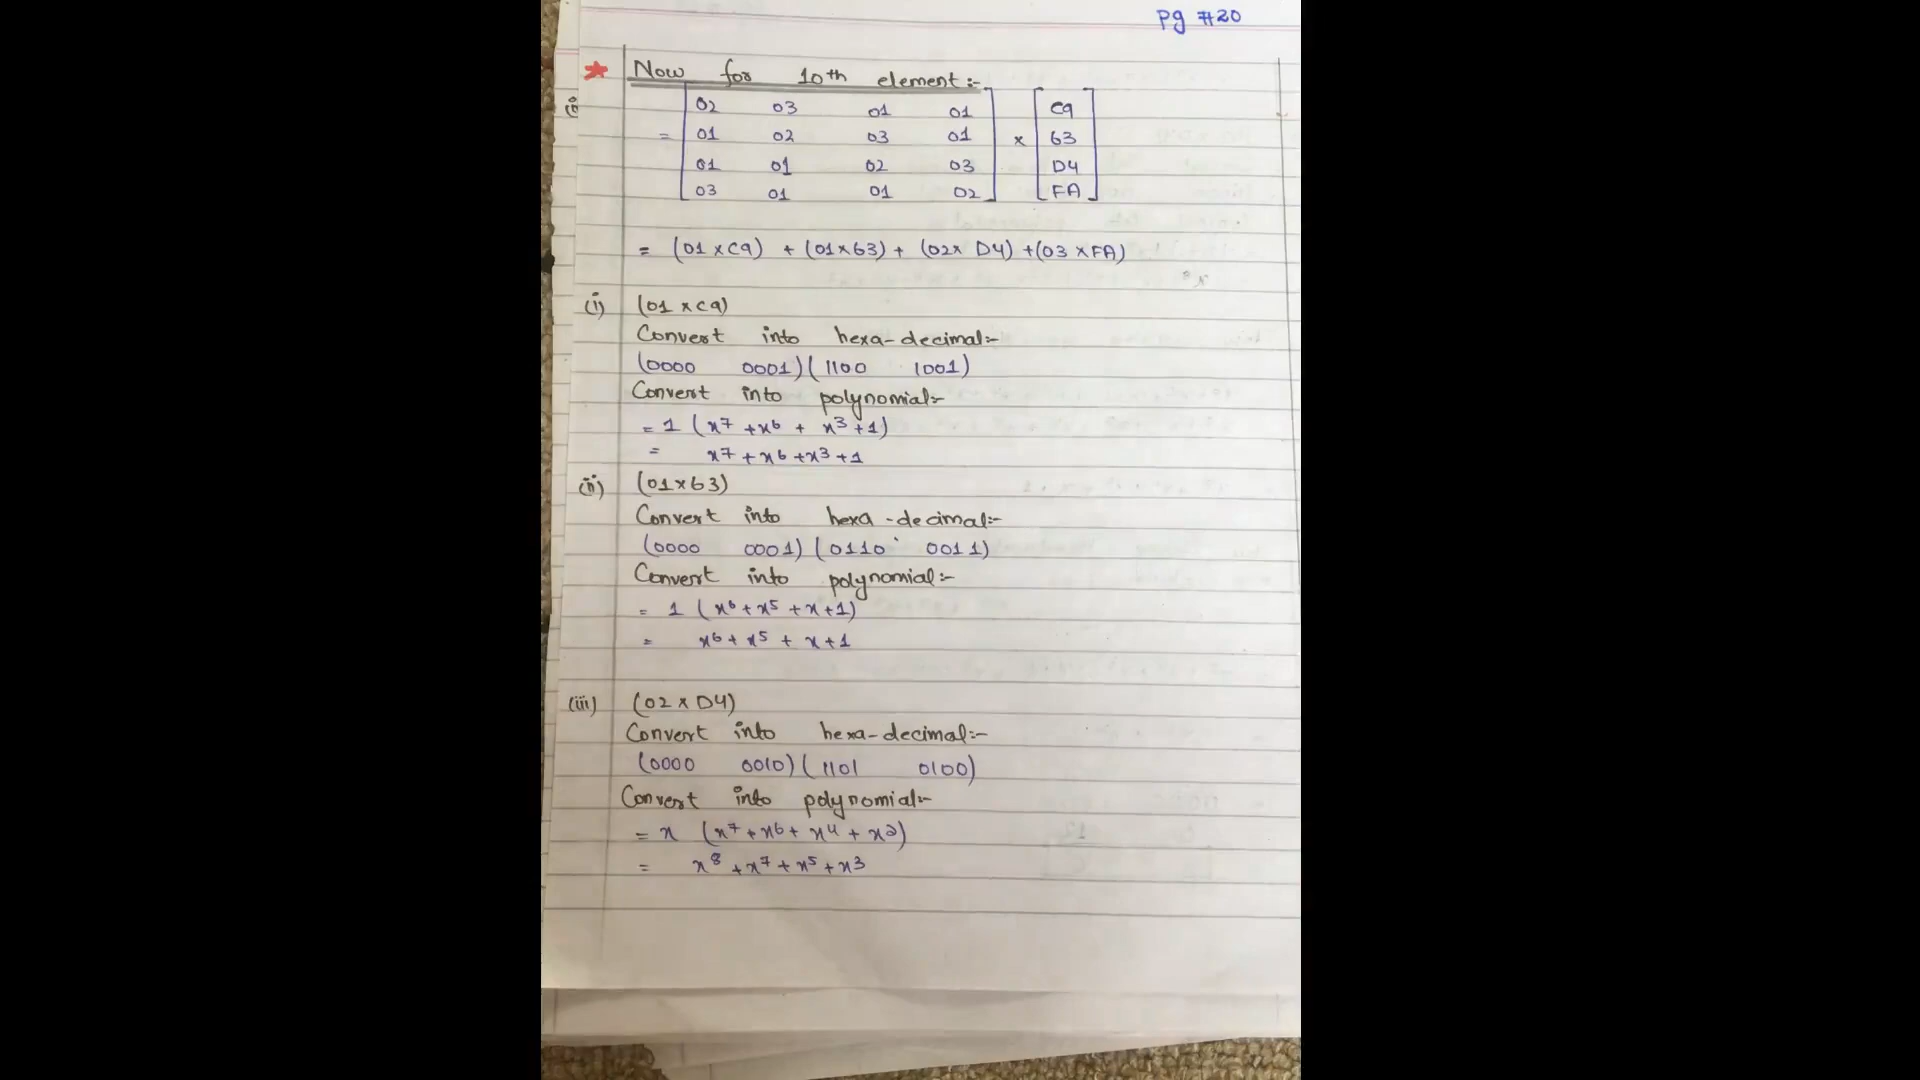 Pg #20
Now for 10th element:-
02 03 01 01 C9
= 01 02 03 01 x 63
01 01 02 03 D4
03 01 01 02 FA
= (01 x C9) + (01 x 63) + (02 x D4) + (03 x FA)
(i) (01 x C9)
Convert into hexa-decimal:-
(0000 0001) (1100 1001)
Convert into polynomial:-
= 1 (x⁷ + x⁶ + x³ + 1)
= x⁷ + x⁶ + x³ + 1
(ii) (01 x 63)
Convert into hexa-decimal:-
(0000 0001) (0110 0011)
Convert into polynomial:-
= 1 (x⁶ + x⁵ + x + 1)
= x⁶ + x⁵ + x + 1
(iii) (02 x D4)
Convert into hexa-decimal:-
(0000 0010) (1101 0100)
Convert into polynomial:-
= x (x⁷ + x⁶ + x⁴ + x²)
= x⁸ + x⁷ + x⁵ + x³